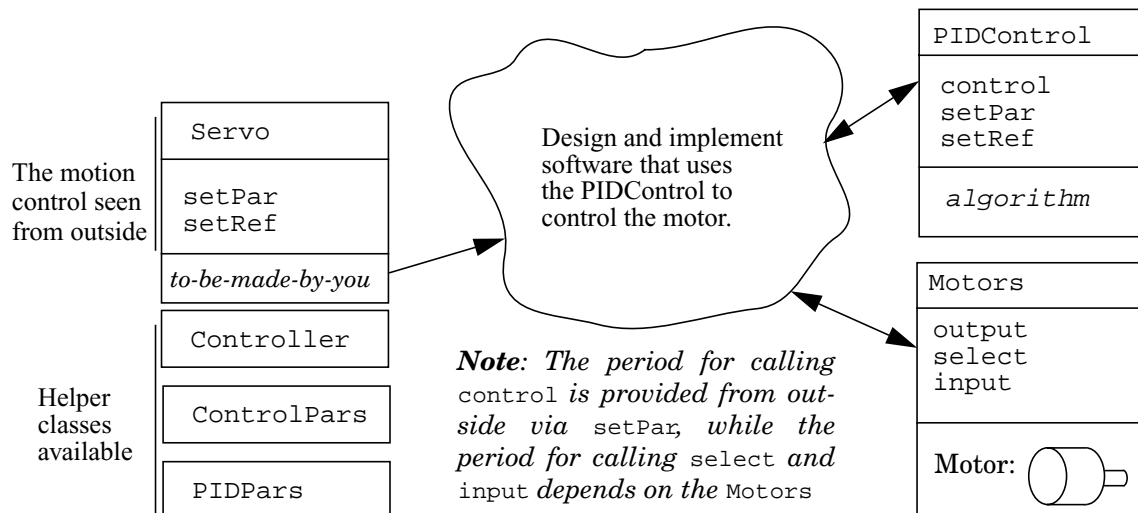 The motion
control seen
from outside
Servo
setPar
setRef
to-be-made-by-you
Helper
classes
available
Controller
ControlPars
PIDPars
Design and implement
software that uses
the PIDControl to
control the motor.
Note: The period for calling
control is provided from out-
side via setPar, while the
period for calling select and
input depends on the Motors
PIDControl
control
setPar
setRef
algorithm
Motors
output
select
input
Motor: